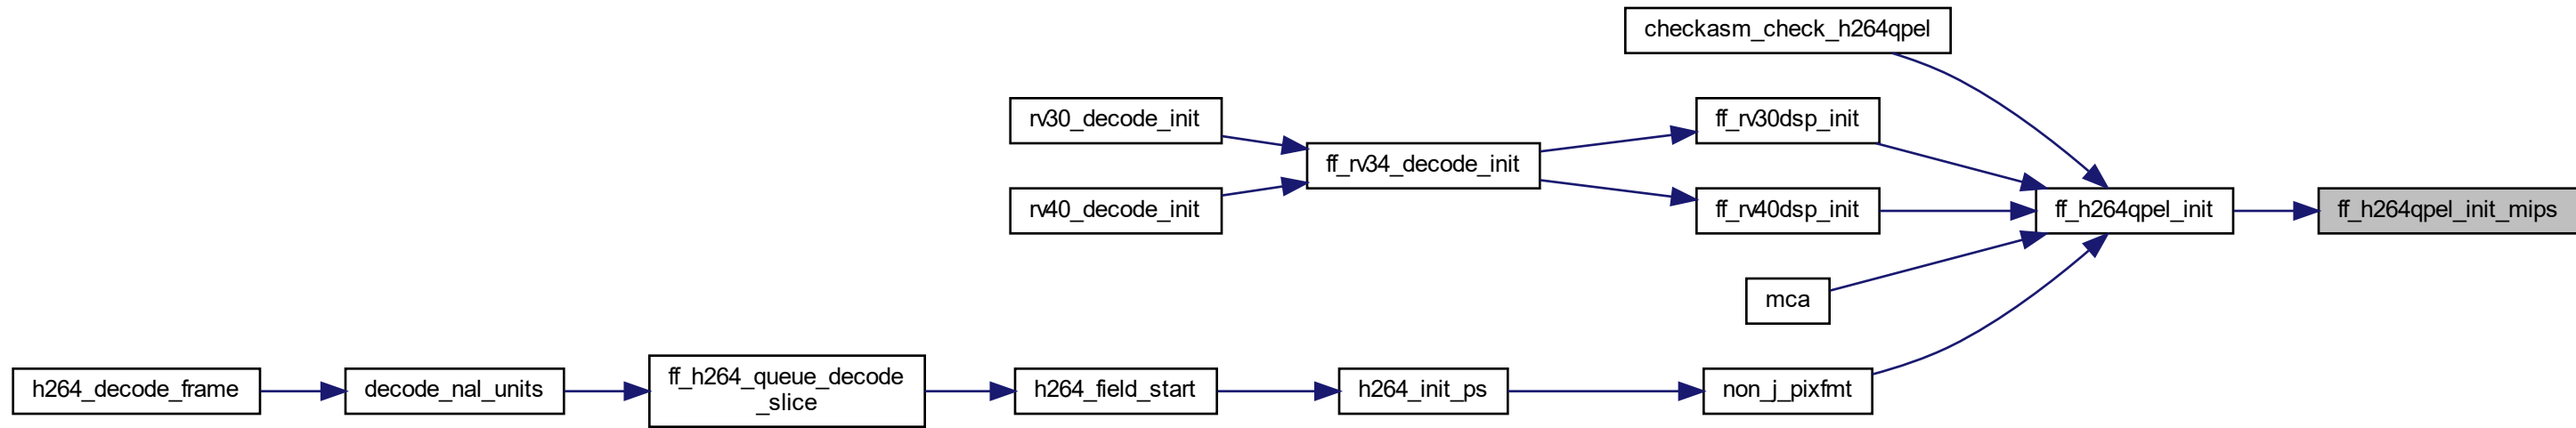 checkasm_check_h264qpel
rv30_decode_init
ff_rv30dsp_init
ff_rv34_decode_init
rv40_decode_init
ff_rv40dsp_init
ff_h264qpel_init
ff_h264qpel_init_mips
mca
h264_decode_frame
decode_nal_units
ff_h264_queue_decode
_slice
h264_field_start
h264_init_ps
non_j_pixfmt